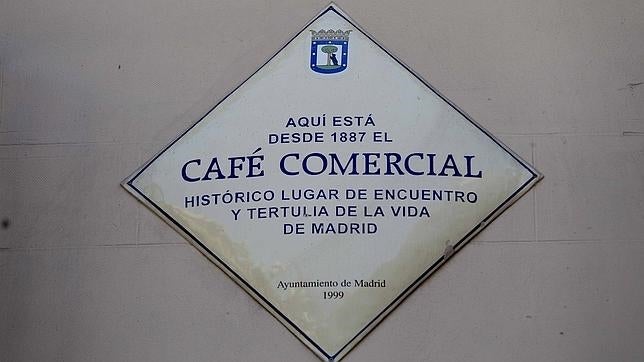 AQUÍ ESTÁ
DESDE 1887 EL
CAFÉ COMERCIAL
HISTÓRICO LUGAR DE ENCUENTRO
Y TERTULIA DE LA VIDA
DE MADRID
Ayuntamiento de Madrid
1999